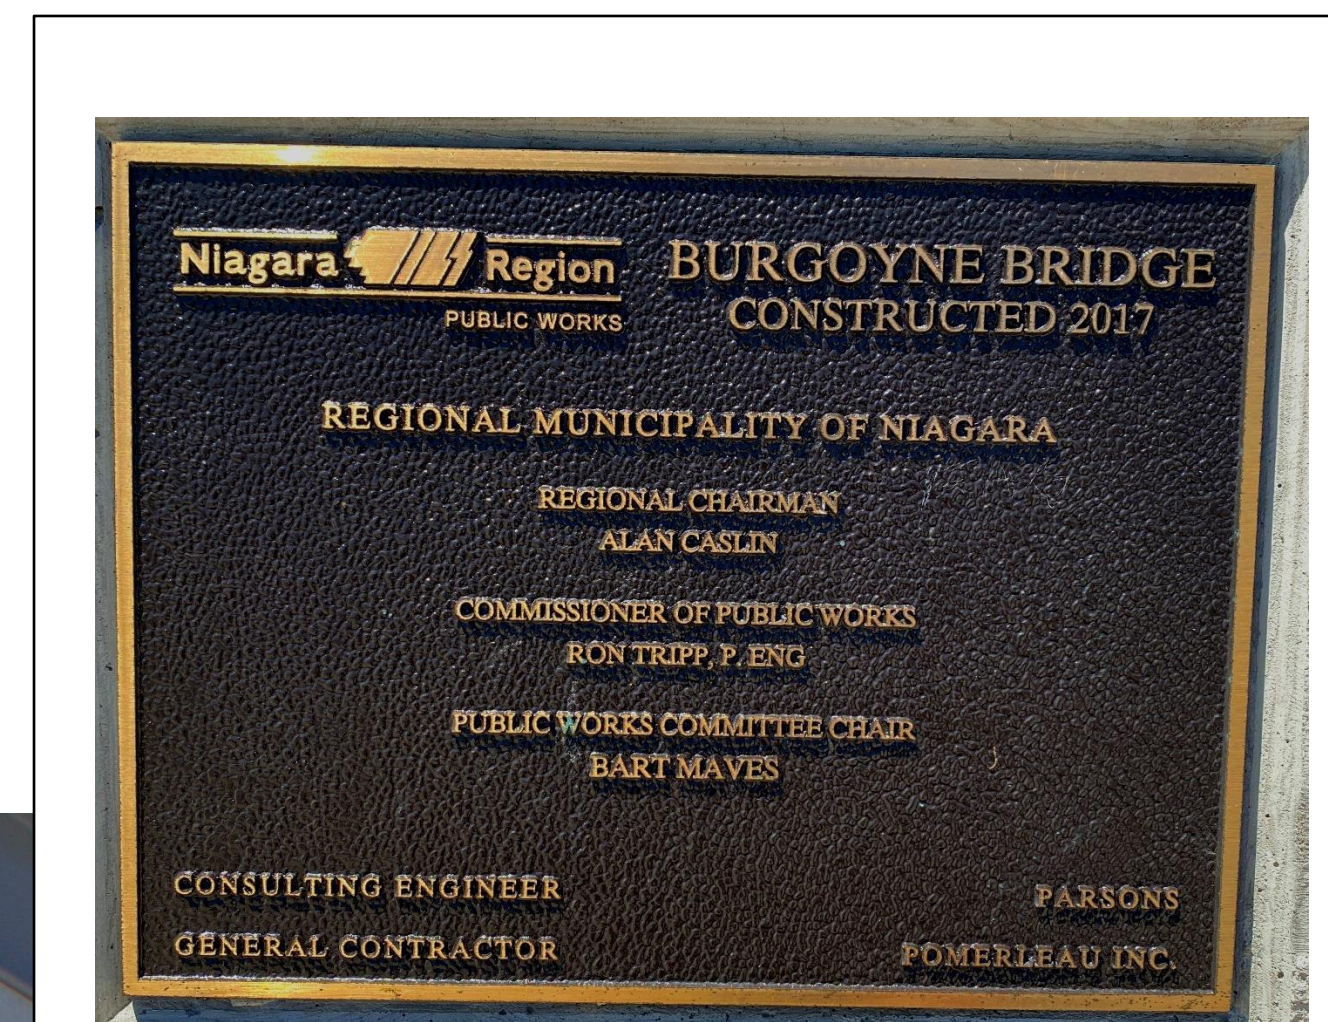 Niagara Region
PUBLIC WORKS
BURGOYNE BRIDGE
CONSTRUCTED 2017
REGIONAL MUNICIPALITY OF NIAGARA
REGIONAL CHAIRMAN
ALAN CASLIN
COMMISSIONER OF PUBLIC WORKS
RON TRIPP, P. ENG
PUBLIC WORKS COMMITTEE CHAIR
BART MAVES
CONSULTING ENGINEER PARSONS
GENERAL CONTRACTOR POMERLEAU INC.